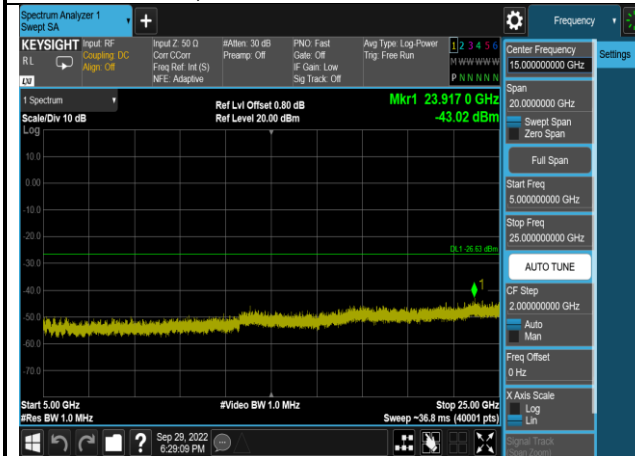 Spectrum Analyzer 1
Swept SA
Frequency
KEYSIGHT
RL
Input: RF
Coupling: DC
Align: Off
Input Z: 50 Ω
Corr CCorr
Freq Ref: Int (S)
NFE: Adaptive
#Atten: 30 dB
Preamp: Off
PNO: Fast
Gate: Off
IF Gain: Low
Sig Track: Off
Avg Type: Log-Power
Trig: Free Run
1 2 3 4 5 6
M W W W W W
P N N N N N
LXI
1 Spectrum
Scale/Div 10 dB
Ref Lvl Offset 0.80 dB
Ref Level 20.00 dBm
Mkr1 23.917 0 GHz
-43.02 dBm
Log
10.0
0.00
-10.0
-20.0
DL1 -26.63 dBm
-30.0
-40.0
1
-50.0
-60.0
-70.0
Start 5.00 GHz
#Res BW 1.0 MHz
#Video BW 1.0 MHz
Stop 25.00 GHz
Sweep ~36.8 ms (40001 pts)
Sep 29, 2022
6:29:09 PM
Center Frequency
15.000000000 GHz
Settings
Span
20.0000000 GHz
Swept Span
Zero Span
Full Span
Start Freq
5.000000000 GHz
Stop Freq
25.000000000 GHz
AUTO TUNE
CF Step
2.000000000 GHz
Auto
Man
Freq Offset
0 Hz
X Axis Scale
Log
Lin
Signal Track
(Span Zoom)